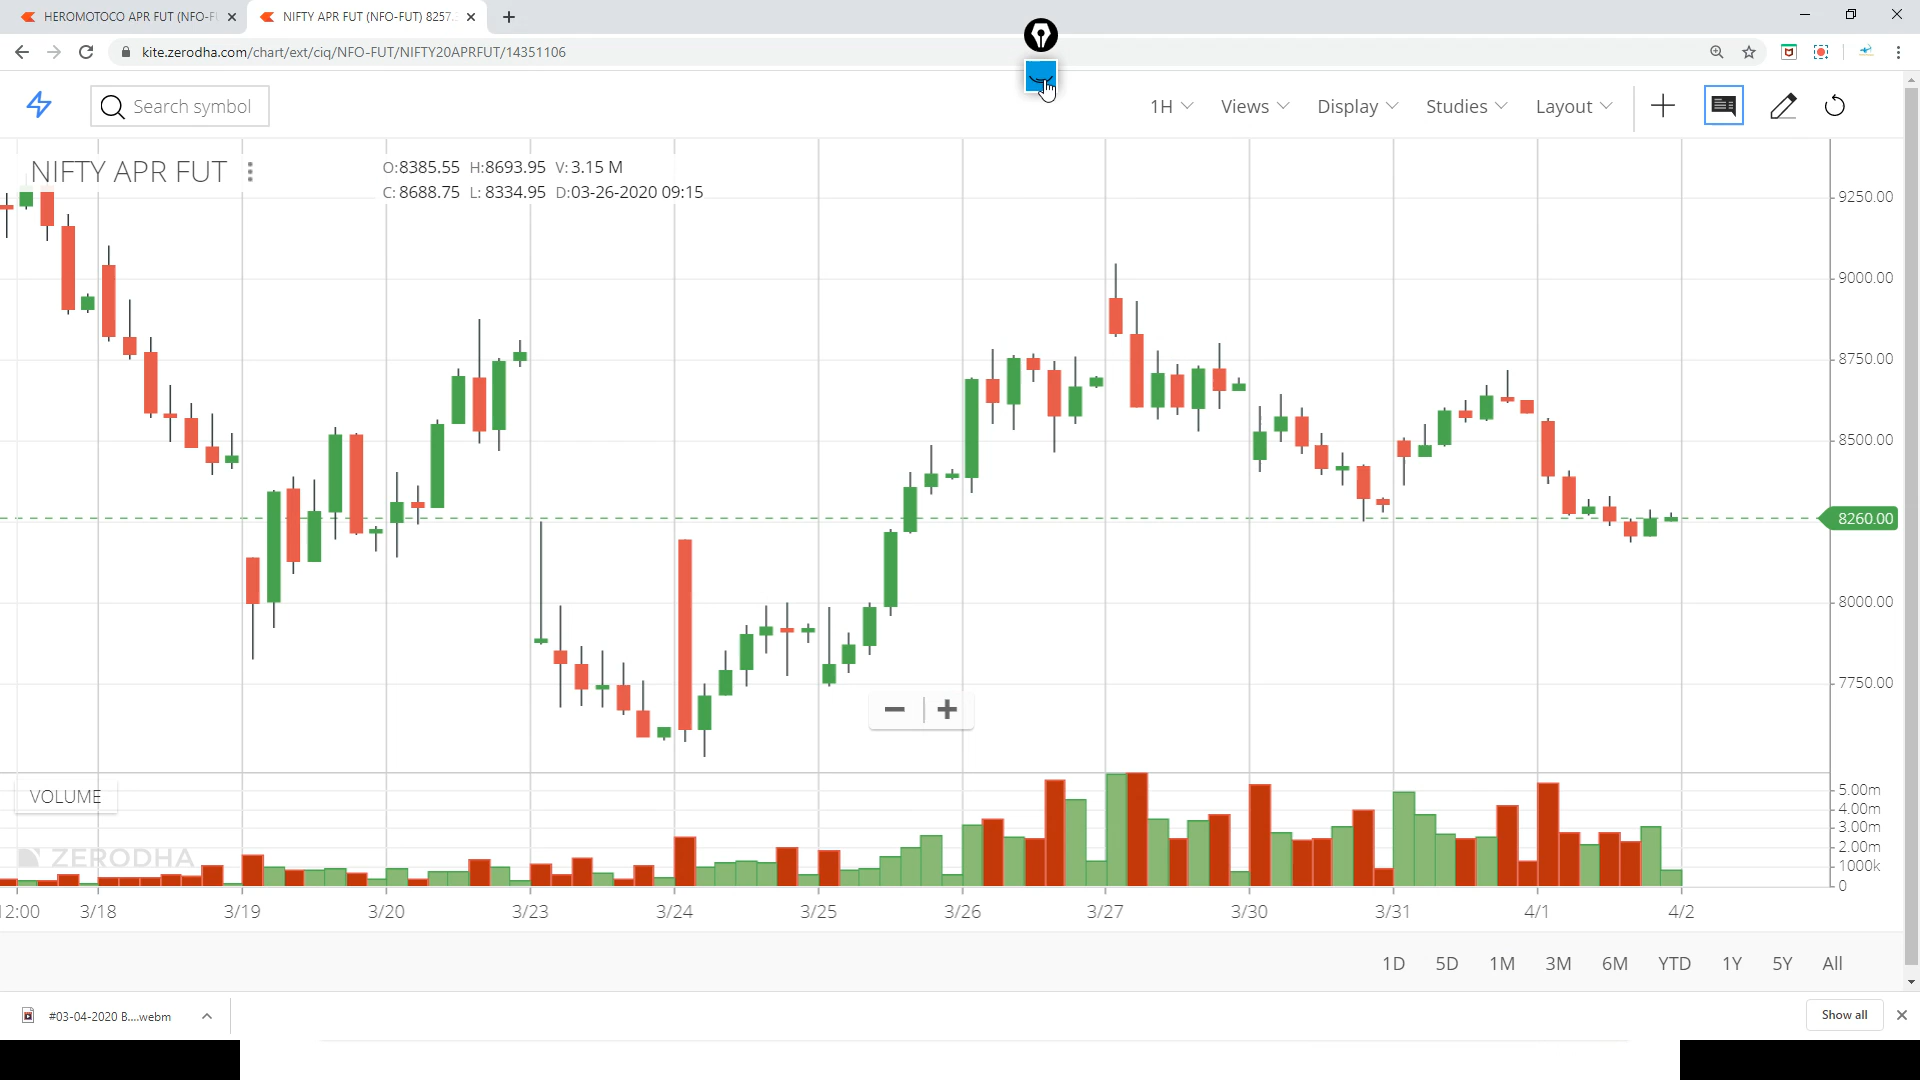 HEROMOTOCO APR FUT (NFO-F
NIFTY APR FUT (NFO-FUT) 8257.
kite.zerodha.com/chart/ext/ciq/NFO-FUT/NIFTY20APRFUT/14351106
Search symbol
1H Views Display Studies Layout
NIFTY APR FUT
O:8385.55 H:8693.95 V:3.15 M
C:8688.75 L:8334.95 D:03-26-2020 09:15
9250.00
9000.00
8750.00
8500.00
8260.00
8000.00
7750.00
VOLUME
5.00m
4.00m
3.00m
2.00m
1000k
0
ZERODHA
12:00 3/18 3/19 3/20 3/23 3/24 3/25 3/26 3/27 3/30 3/31 4/1 4/2
1D 5D 1M 3M 6M YTD 1Y 5Y All
#03-04-2020 B....webm
Show all